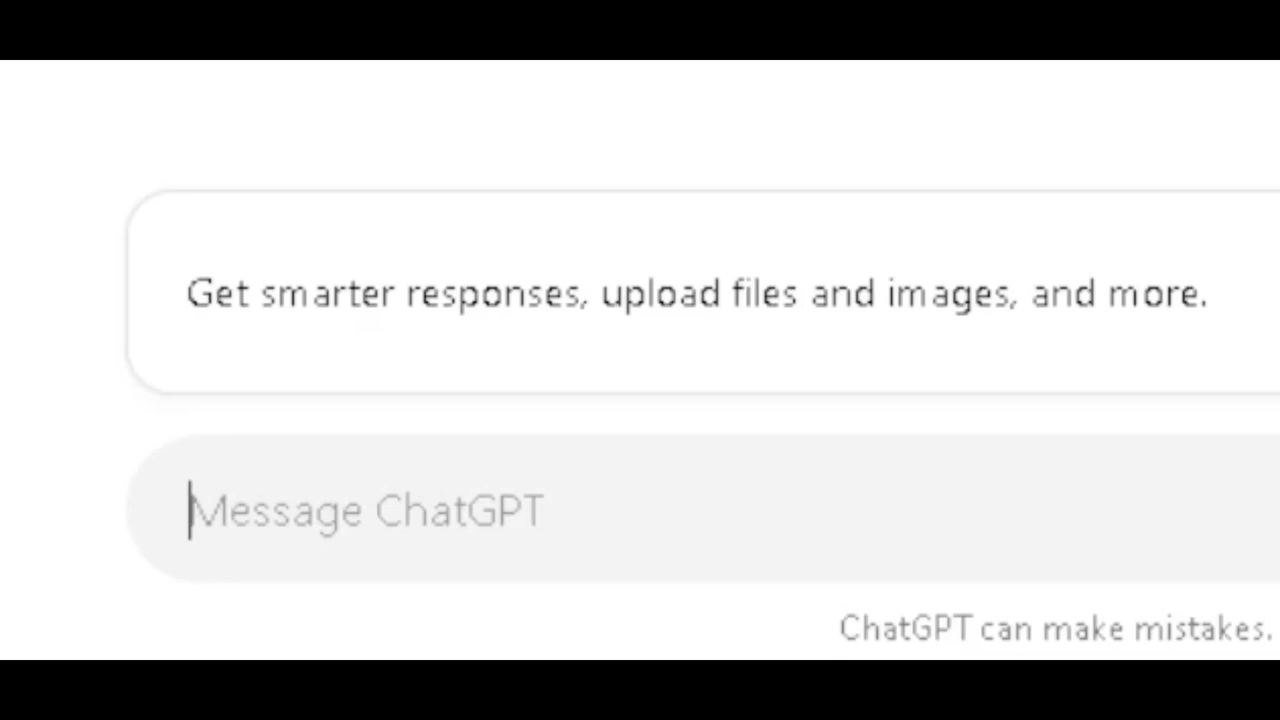 Get smarter responses, upload files and images, and more.
Message ChatGPT
ChatGPT can make mistakes.